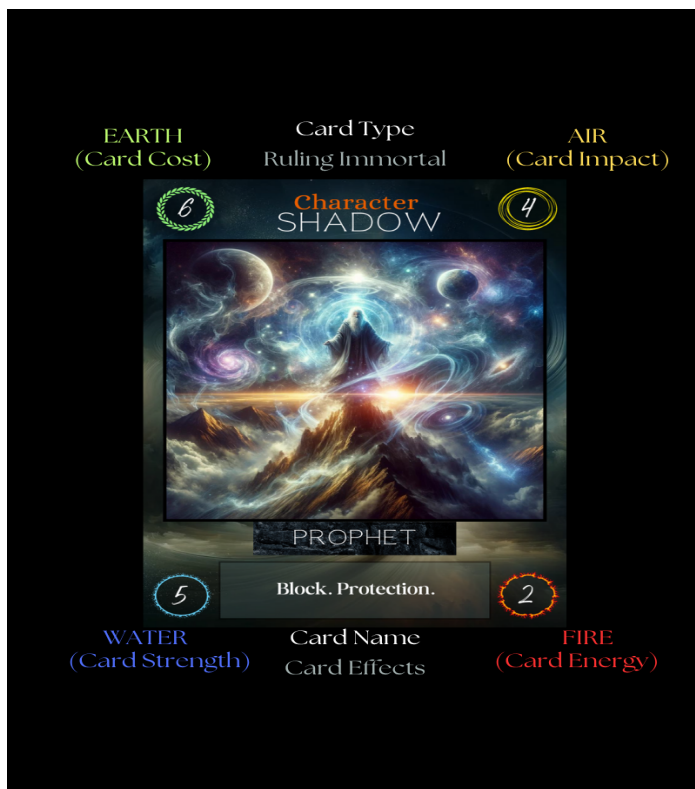 EARTH
(Card Cost)
Card Type
Ruling Immortal
AIR
(Card Impact)
6
Character
SHADOW
4
PROPHET
5
Block. Protection.
2
WATER
(Card Strength)
Card Name
Card Effects
FIRE
(Card Energy)